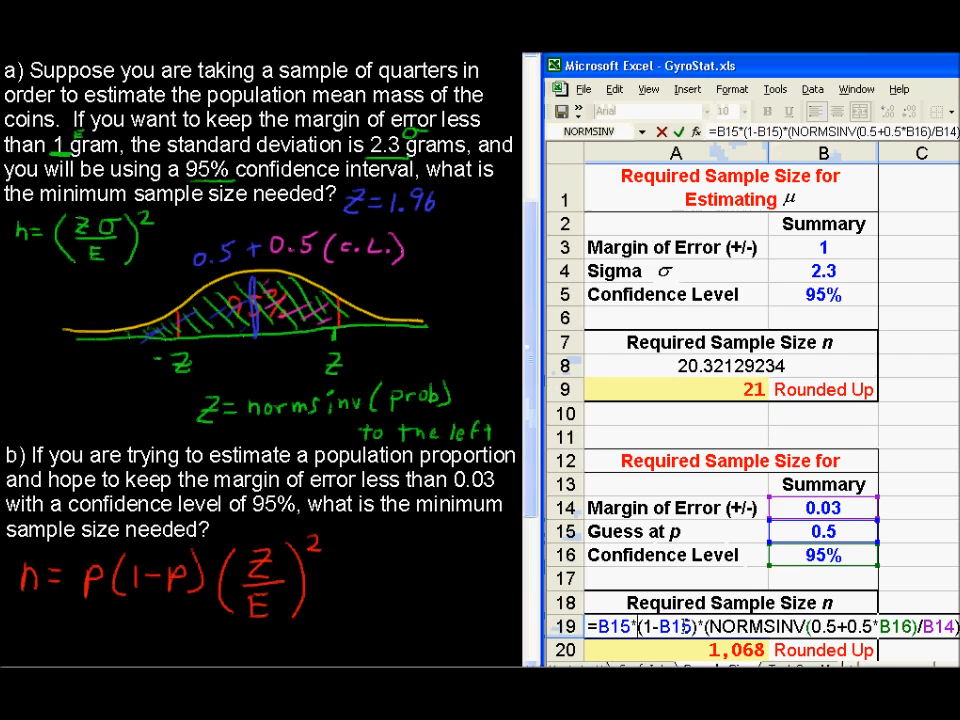 a) Suppose you are taking a sample of quarters in
order to estimate the population mean mass of the
coins. If you want to keep the margin of error less
E
σ
than 1 gram, the standard deviation is 2.3 grams, and
you will be using a 95% confidence interval, what is
the minimum sample size needed?
Z = 1.96
n = (Zσ/E)²
0.5 + 0.5(C.L.)
95%
-Z Z
Z = normsinv(prob)
to the left
b) If you are trying to estimate a population proportion
and hope to keep the margin of error less than 0.03
with a confidence level of 95%, what is the minimum
sample size needed?
n = p(1-p)(Z/E)²
Microsoft Excel - GyroStat.xls
File Edit View Insert Format Tools Data Window Help
Arial 10 B
NORMSINV fx =B15*(1-B15)*(NORMSINV(0.5+0.5*B16)/B14)
A B C
Required Sample Size for
1 Estimating μ
2 Summary
3 Margin of Error (+/-) 1
4 Sigma σ 2.3
5 Confidence Level 95%
6
7 Required Sample Size n
8 20.32129234
9 21 Rounded Up
10
11
12 Required Sample Size for
13 Summary
14 Margin of Error (+/-) 0.03
15 Guess at p 0.5
16 Confidence Level 95%
17
18 Required Sample Size n
19 =B15*(1-B15)*(NORMSINV(0.5+0.5*B16)/B14)
20 1,068 Rounded Up